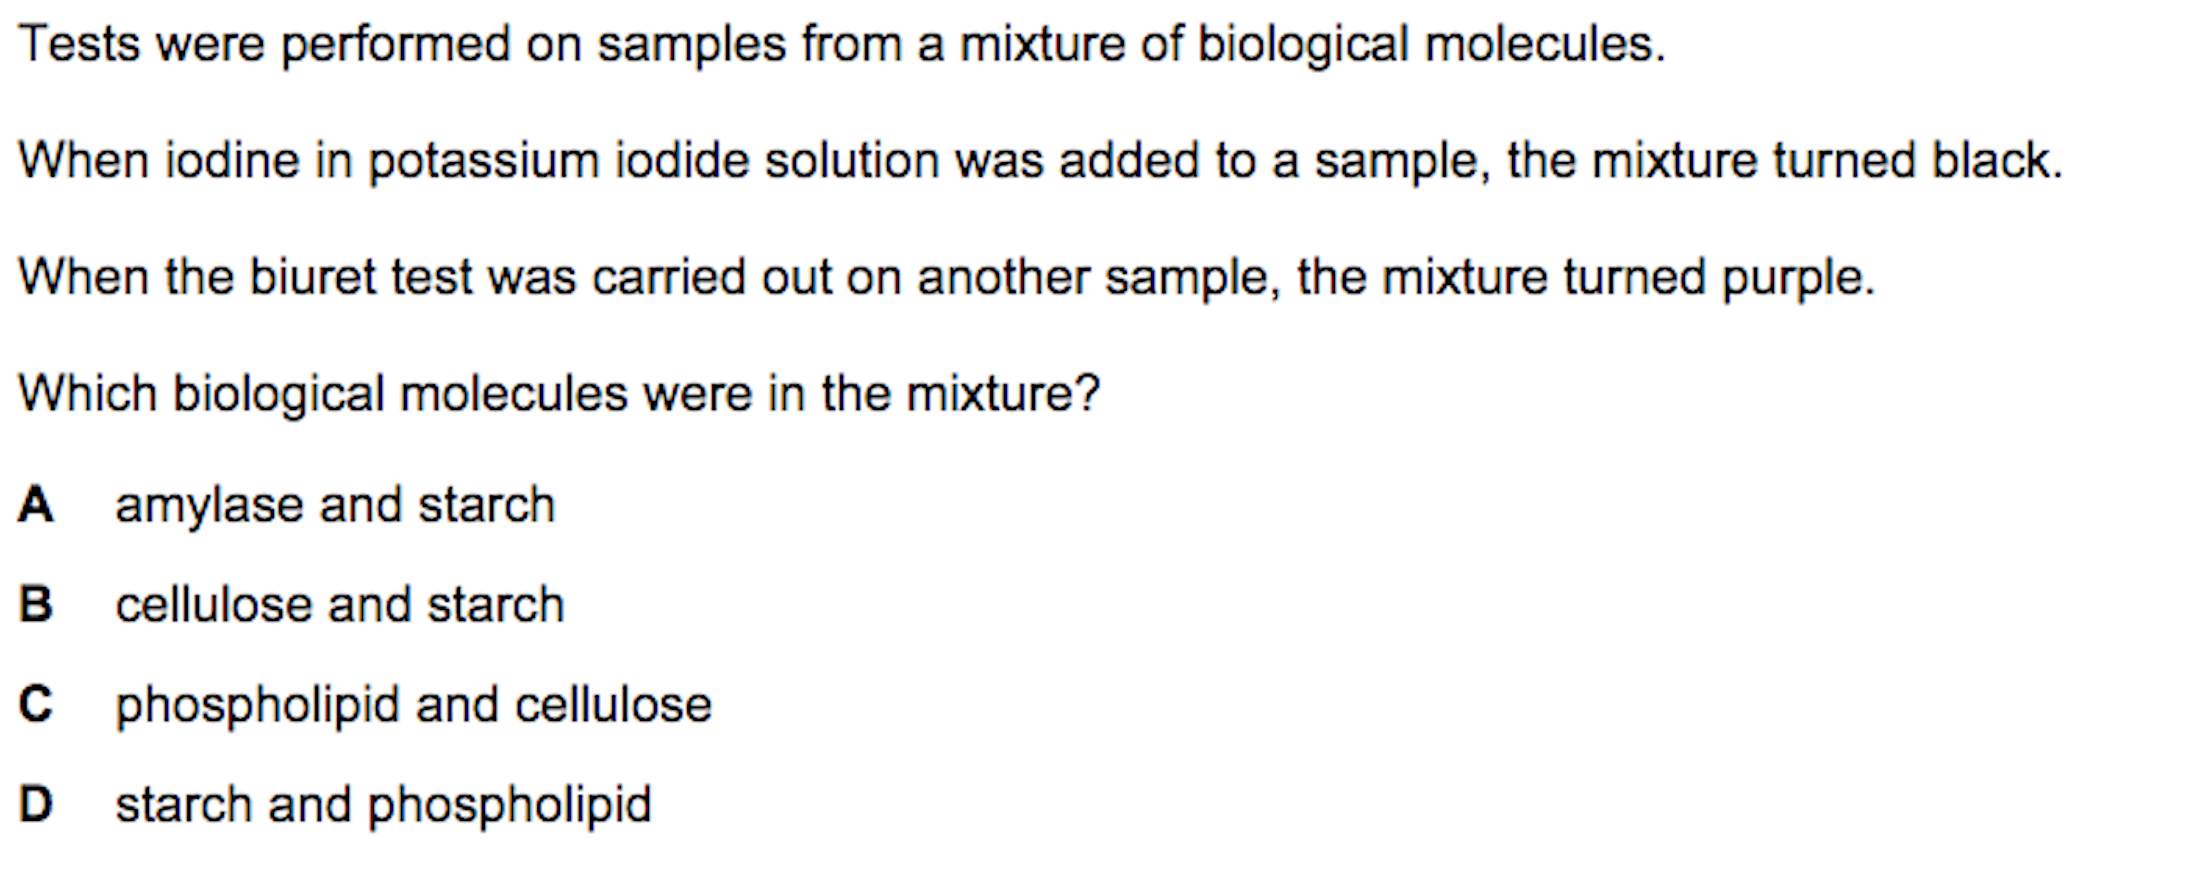 Tests were performed on samples from a mixture of biological molecules.
When iodine in potassium iodide solution was added to a sample, the mixture turned black.
When the biuret test was carried out on another sample, the mixture turned purple.
Which biological molecules were in the mixture?
A amylase and starch
B cellulose and starch
C phospholipid and cellulose
D starch and phospholipid